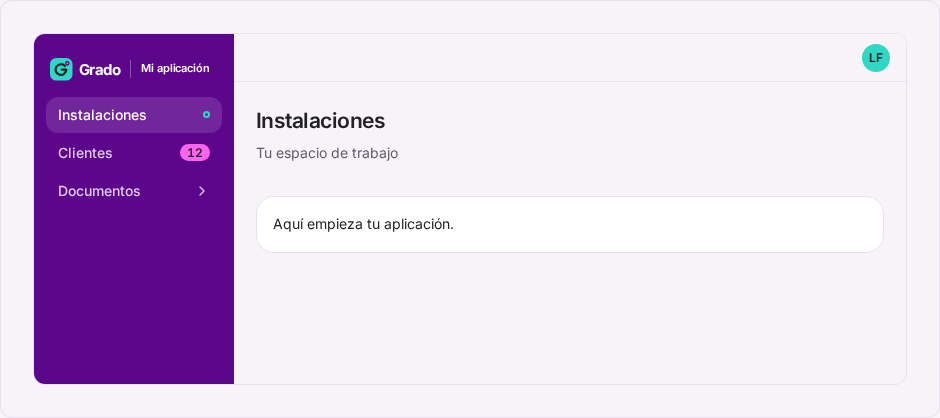 Grado
Mi aplicación
LF
Instalaciones
Clientes
12
Documentos
Instalaciones
Tu espacio de trabajo
Aquí empieza tu aplicación.